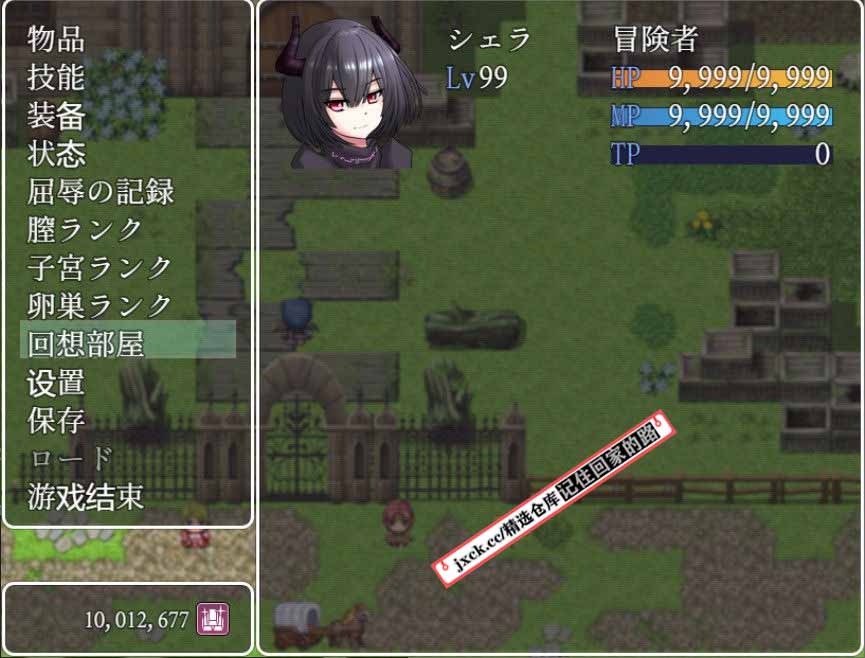 物品
技能
装备
状态
屈辱の記録
膣ランク
子宮ランク
卵巣ランク
回想部屋
设置
保存
ロード
游戏结束
10,012,677
シェラ
Lv 99
冒険者
HP 9,999/9,999
MP 9,999/9,999
TP 0
jxck.cc/精选仓库记住回家的路